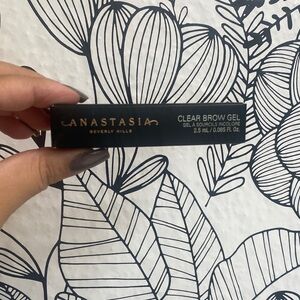 ANASTASIA
BEVERLY HILLS
CLEAR BROW GEL
GEL À SOURCILS INCOLORE
2.5 mL / 0.085 Fl. Oz.